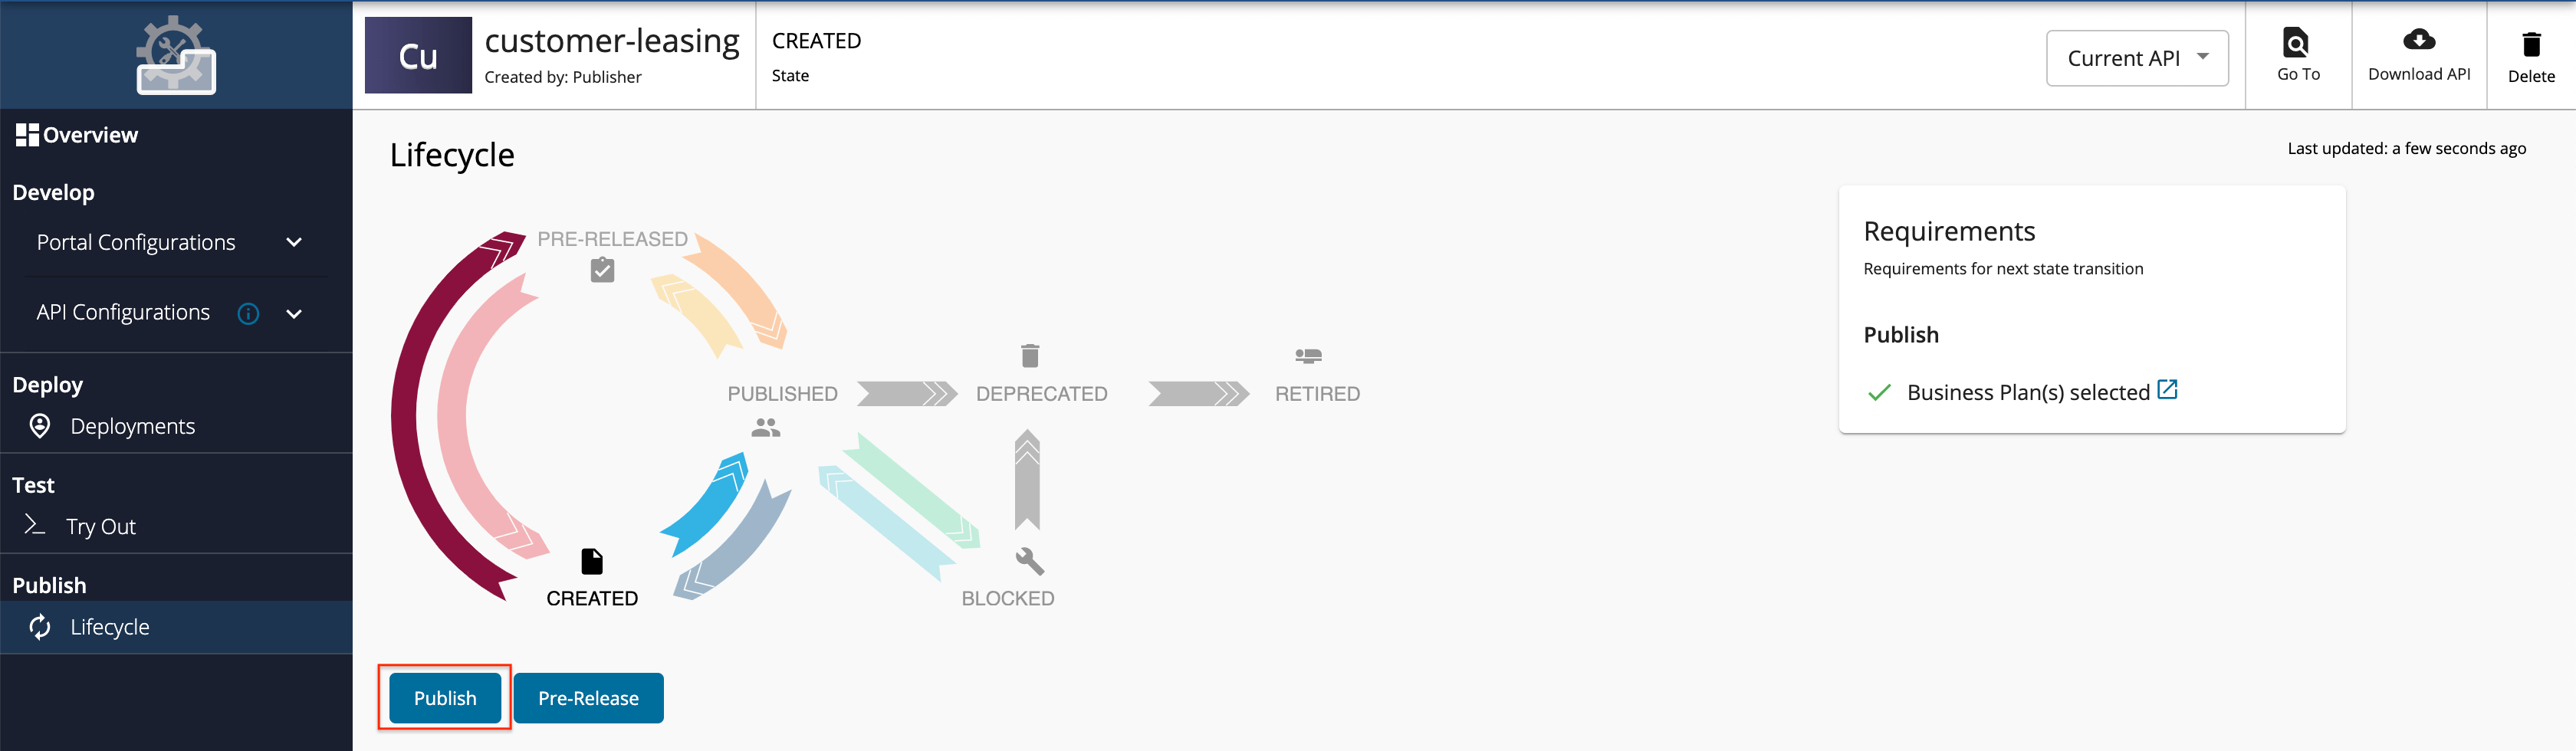 Cu
customer-leasing
Created by: Publisher
CREATED
State
Current API
Go To
Download API
Delete
Overview
Develop
Portal Configurations
API Configurations
Deploy
Deployments
Test
Try Out
Publish
Lifecycle
Lifecycle
Last updated: a few seconds ago
PRE-RELEASED
PUBLISHED
DEPRECATED
RETIRED
CREATED
BLOCKED
Publish
Pre-Release
Requirements
Requirements for next state transition
Publish
Business Plan(s) selected